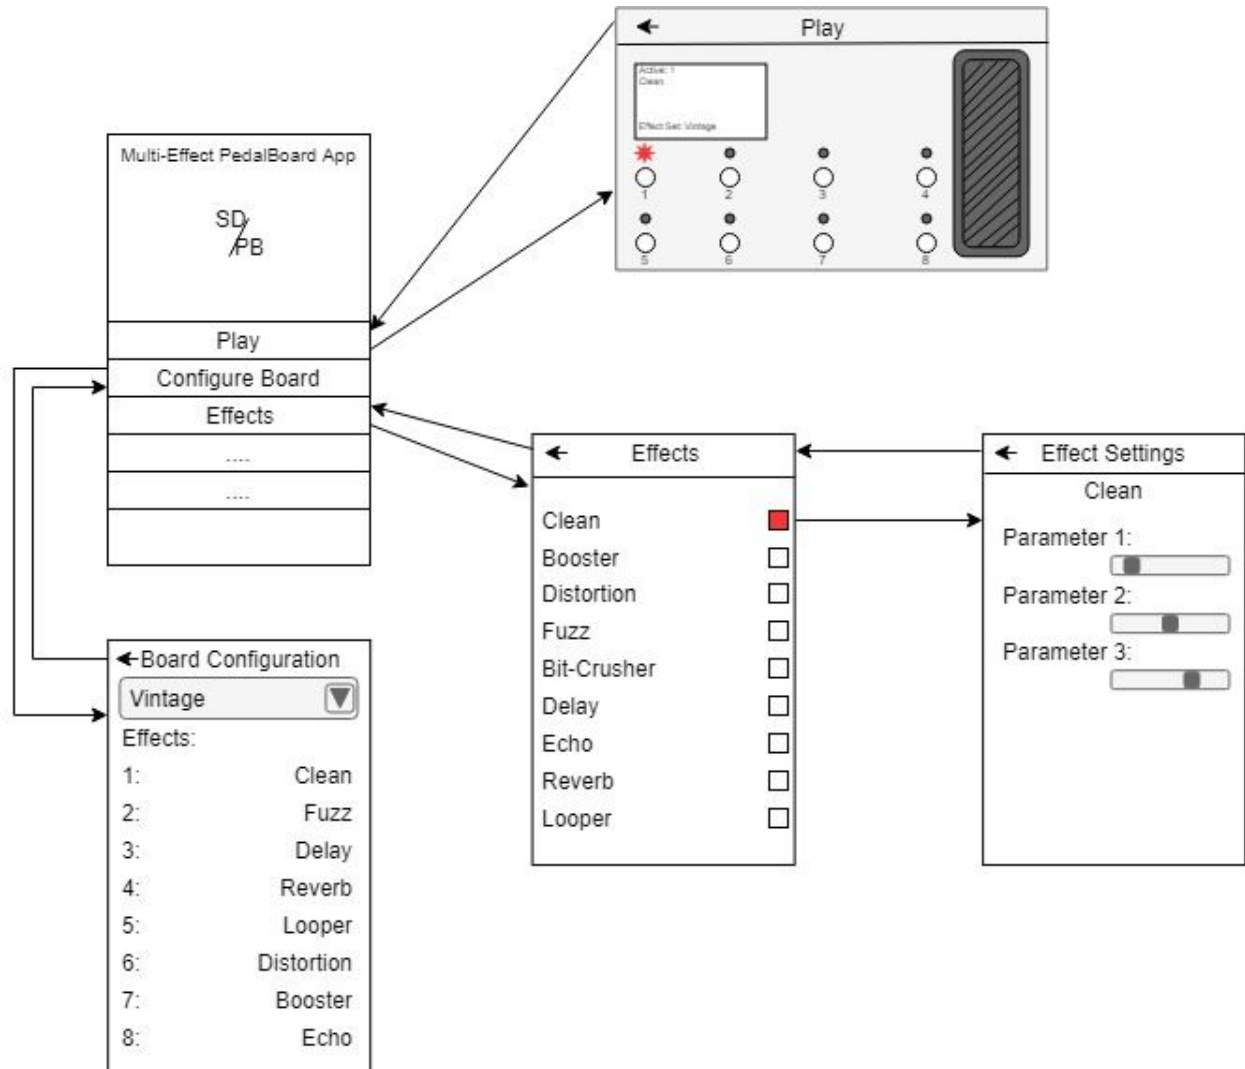 Play
Active: 1
Clean
Effect Set: Vintage
1 2 3 4
5 6 7 8
Multi-Effect PedalBoard App
SD
PB
Play
Configure Board
Effects
....
....
Board Configuration
Vintage
Effects:
1: Clean
2: Fuzz
3: Delay
4: Reverb
5: Looper
6: Distortion
7: Booster
8: Echo
Effects
Clean
Booster
Distortion
Fuzz
Bit-Crusher
Delay
Echo
Reverb
Looper
Effect Settings
Clean
Parameter 1:
Parameter 2:
Parameter 3: